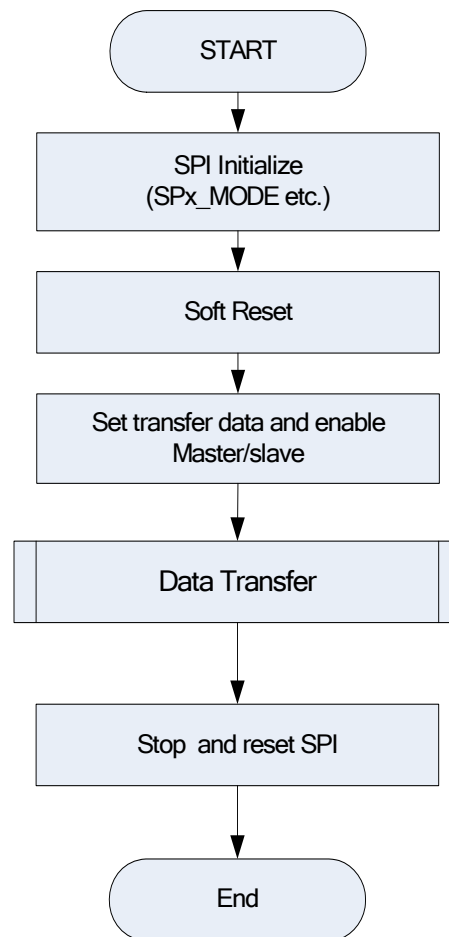 START
SPI Initialize
(SPx_MODE etc.)
Soft Reset
Set transfer data and enable
Master/slave
Data Transfer
Stop and reset SPI
End